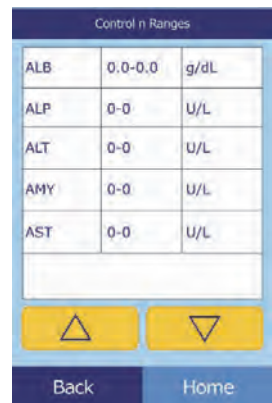 Control n Ranges
ALB 0.0-0.0 g/dL
ALP 0-0 U/L
ALT 0-0 U/L
AMY 0-0 U/L
AST 0-0 U/L
Back Home